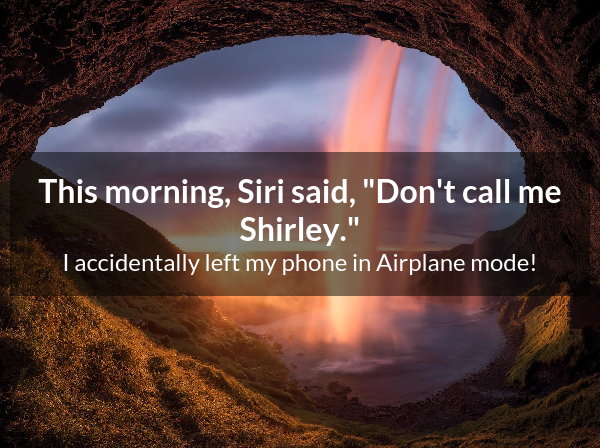 This morning, Siri said, "Don't call me
Shirley."
I accidentally left my phone in Airplane mode!